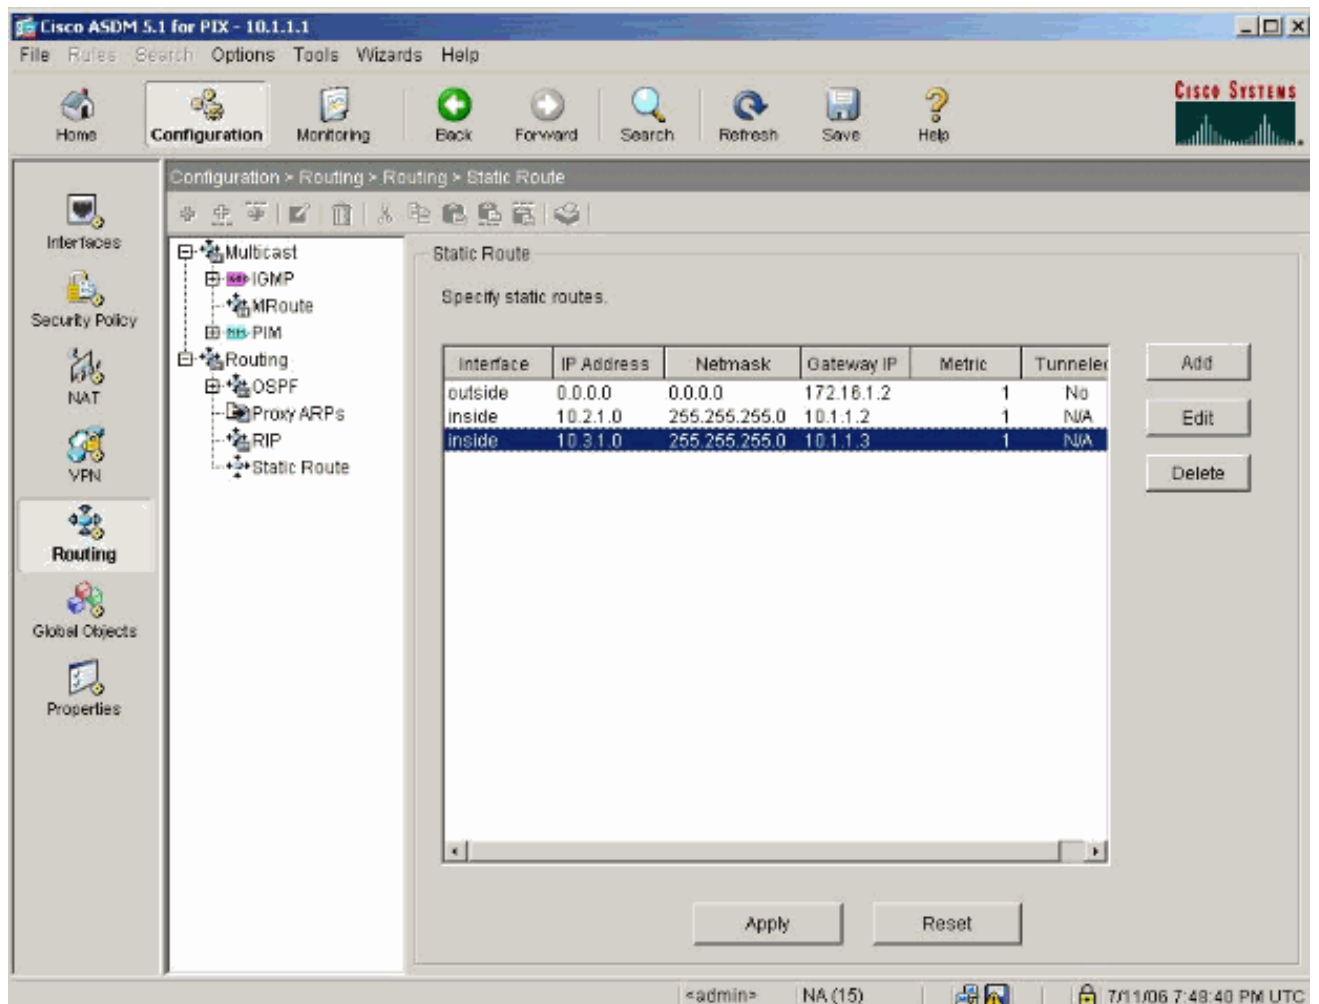 Cisco ASDM 5.1 for PIX - 10.1.1.1
File Rules Search Options Tools Wizards Help
Home Configuration Monitoring Back Forward Search Refresh Save Help
CISCO SYSTEMS
Configuration > Routing > Routing > Static Route
Interfaces
Security Policy
NAT
VPN
Routing
Global Objects
Properties
Multicast
IGMP
MRoute
PIM
Routing
OSPF
Proxy ARPs
RIP
Static Route
Static Route
Specify static routes.
Interface IP Address Netmask Gateway IP Metric Tunneled
outside 0.0.0.0 0.0.0.0 172.16.1.2 1 No
inside 10.2.1.0 255.255.255.0 10.1.1.2 1 N/A
inside 10.3.1.0 255.255.255.0 10.1.1.3 1 N/A
Add
Edit
Delete
Apply Reset
<admin> NA (15) 7/11/06 7:48:40 PM UTC